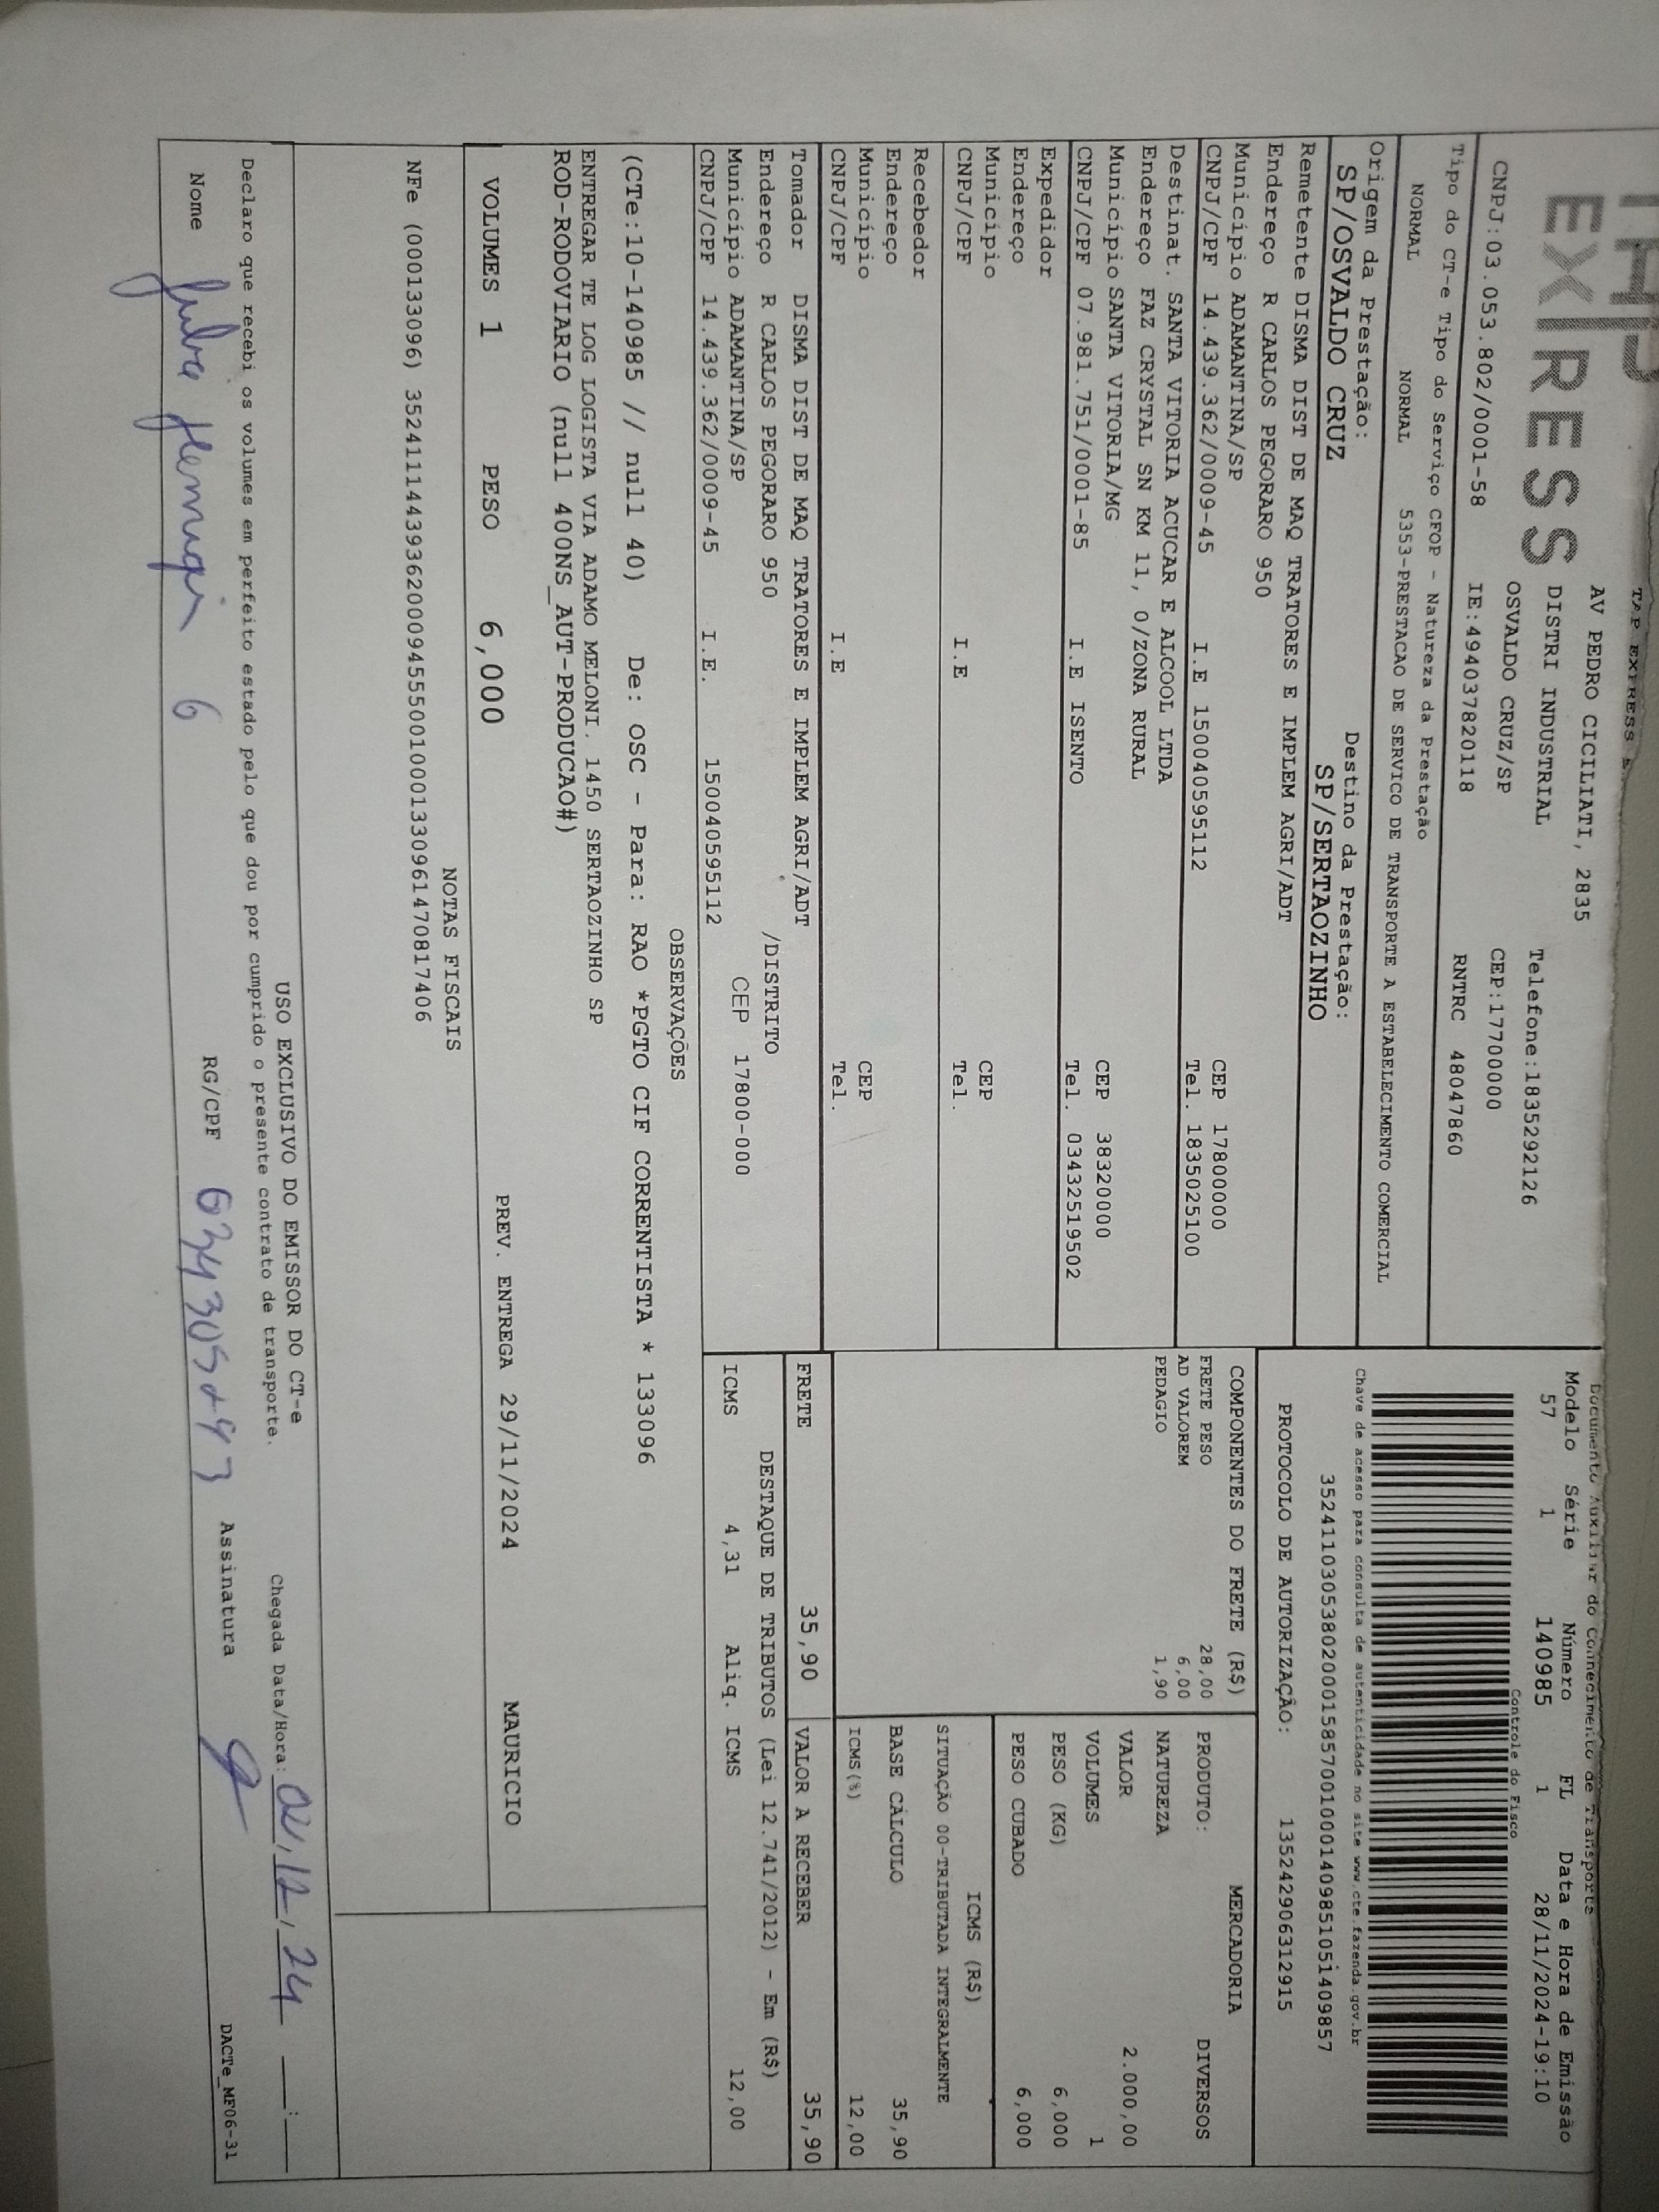 TAP EXPRESS
EXPRESS
AV PEDRO CICILIATI, 2835
DISTRI INDUSTRIAL
Telefone:1835292126
OSVALDO CRUZ/SP
CEP:17700000
CNPJ:03.053.802/0001-58
IE:494037820118
RNTRC 48047860
Tipo do CT-e Tipo do Serviço CFOP - Natureza da Prestação
NORMAL NORMAL 5353-PRESTACAO DE SERVICO DE TRANSPORTE A ESTABELECIMENTO COMERCIAL
Origem da Prestação: Destino da Prestação:
SP/OSVALDO CRUZ SP/SERTAOZINHO
Documento Auxiliar do Conhecimento de Transporte
Modelo Série Número FL Data e Hora de Emissão
57 1 140985 1 28/11/2024-19:10
Controle do Fisco
Chave de acesso para consulta de autenticidade no site www.cte.fazenda.gov.br
35241103053802000158570010001409851051409857
PROTOCOLO DE AUTORIZAÇÃO: 135242906312915
Remetente DISMA DIST DE MAQ TRATORES E IMPLEM AGRI/ADT
Endereço R CARLOS PEGORARO 950
Município ADAMANTINA/SP CEP 17800000
CNPJ/CPF 14.439.362/0009-45 I.E 150040595112 Tel. 1835025100
Destinat. SANTA VITORIA ACUCAR E ALCOOL LTDA
Endereço FAZ CRYSTAL SN KM 11, 0/ZONA RURAL
Município SANTA VITORIA/MG CEP 38320000
CNPJ/CPF 07.981.751/0001-85 I.E ISENTO Tel. 03432519502
Expedidor
Endereço
Município CEP
CNPJ/CPF I.E Tel.
Recebedor
Endereço
Município CEP
CNPJ/CPF I.E Tel.
Tomador DISMA DIST DE MAQ TRATORES E IMPLEM AGRI/ADT
Endereço R CARLOS PEGORARO 950 /DISTRITO
Município ADAMANTINA/SP CEP 17800-000
CNPJ/CPF 14.439.362/0009-45 I.E. 150040595112
COMPONENTES DO FRETE (R$)
FRETE PESO 28,00
AD VALOREM 6,00
PEDAGIO 1,90
MERCADORIA
PRODUTO: DIVERSOS
NATUREZA
VALOR 2.000,00
VOLUMES 1
PESO (KG) 6,000
PESO CUBADO 6,000
ICMS (R$)
SITUAÇÃO 00-TRIBUTADA INTEGRALMENTE
BASE CÁLCULO 35,90
ICMS(%) 12,00
FRETE 35,90 VALOR A RECEBER 35,90
DESTAQUE DE TRIBUTOS (Lei 12.741/2012) - Em (R$)
ICMS 4,31 Aliq. ICMS 12,00
OBSERVAÇÕES
(CTe:10-140985 // null 40) De: OSC - Para: RAO *PGTO CIF CORRENTISTA * 133096
ENTREGAR TE LOG LOGISTA VIA ADAMO MELONI. 1450 SERTAOZINHO SP
ROD-RODOVIARIO (null 400NS_AUT-PRODUCAO#)
VOLUMES 1 PESO 6,000 PREV. ENTREGA 29/11/2024 MAURICIO
NOTAS FISCAIS
NFe (000133096) 35241114439362000945550010001330961470817406
USO EXCLUSIVO DO EMISSOR DO CT-e
Declaro que recebi os volumes em perfeito estado pelo que dou por cumprido o presente contrato de transporte.
Chegada Data/Hora: 02/12/24 __:__
Nome RG/CPF Assinatura
DACTe_MF06-31